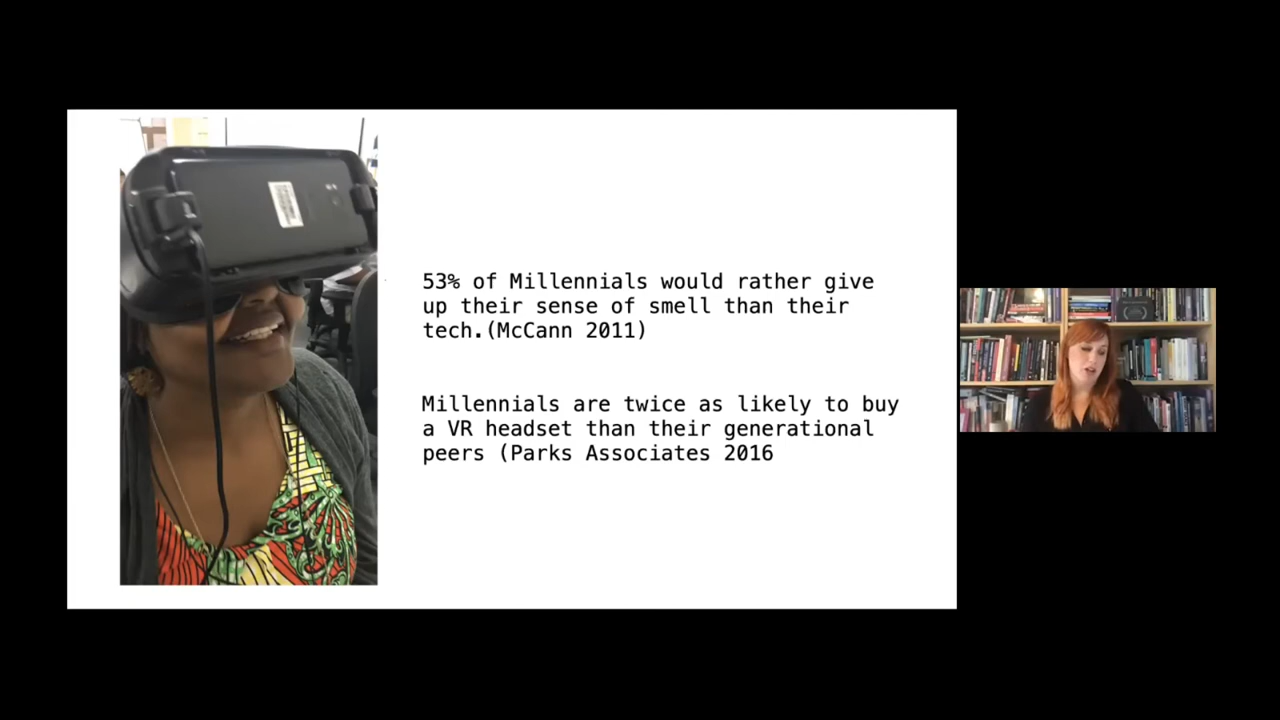 53% of Millennials would rather give
up their sense of smell than their
tech.(McCann 2011)
Millennials are twice as likely to buy
a VR headset than their generational
peers (Parks Associates 2016